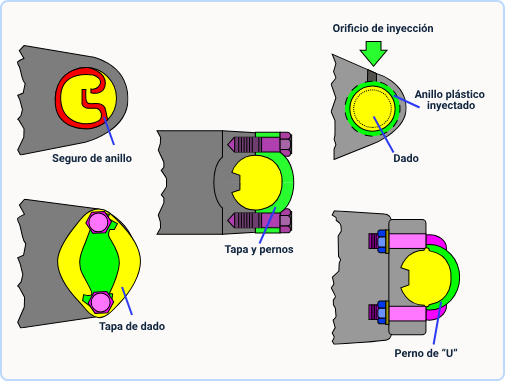 Orificio de inyección
Anillo plástico
inyectado
Seguro de anillo
Dado
Tapa y pernos
Tapa de dado
Perno de “U”